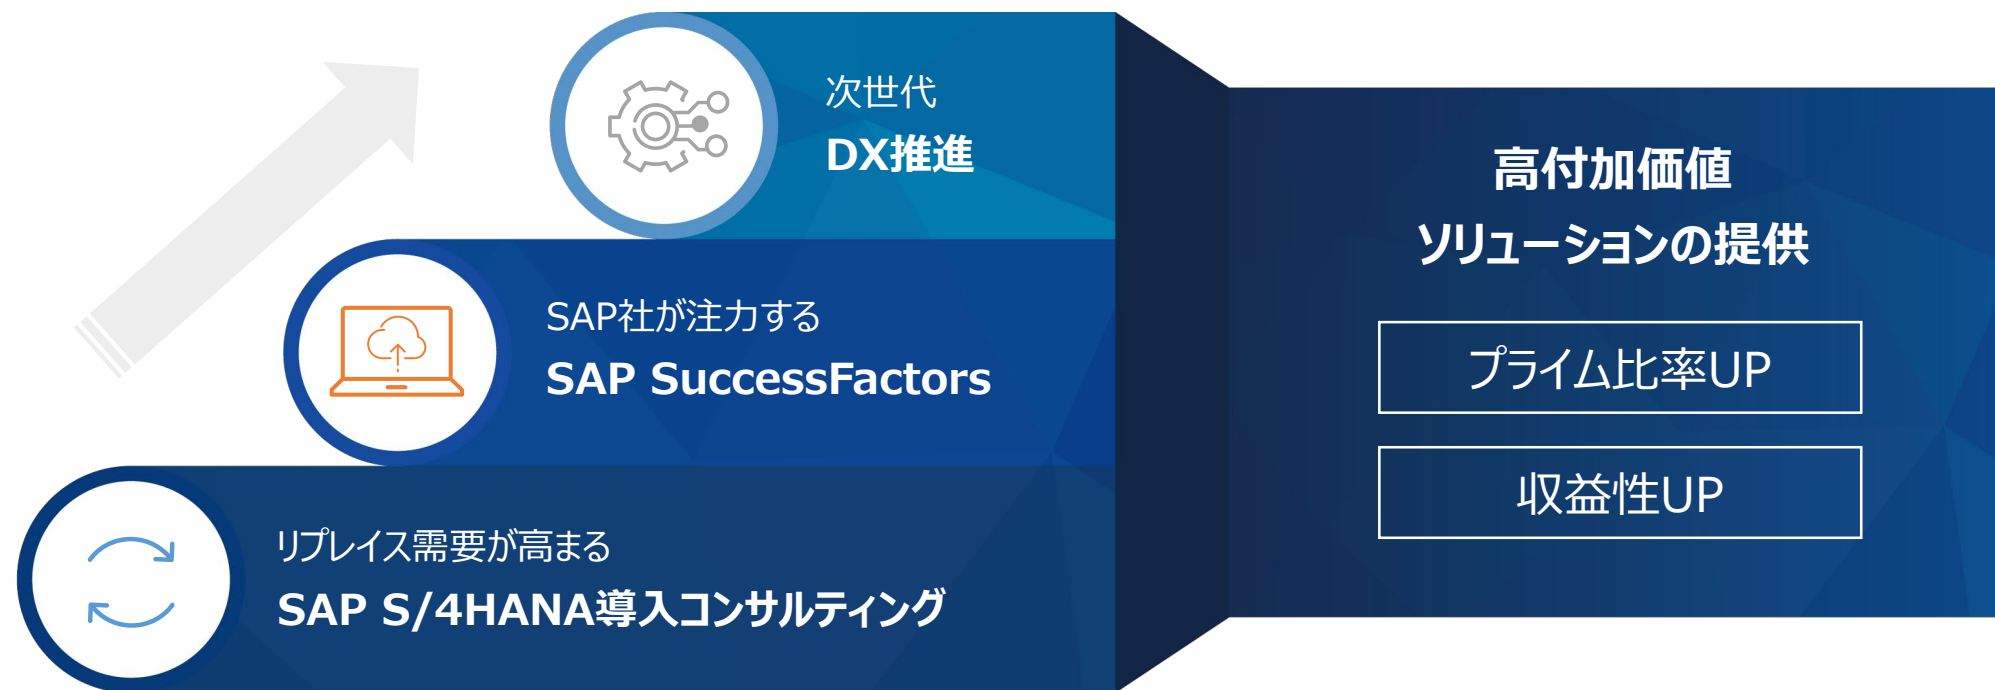 次世代
DX推進
SAP社が注力する
SAP SuccessFactors
リプレイス需要が高まる
SAP S/4HANA導入コンサルティング
高付加価値
ソリューションの提供
プライム比率UP
収益性UP